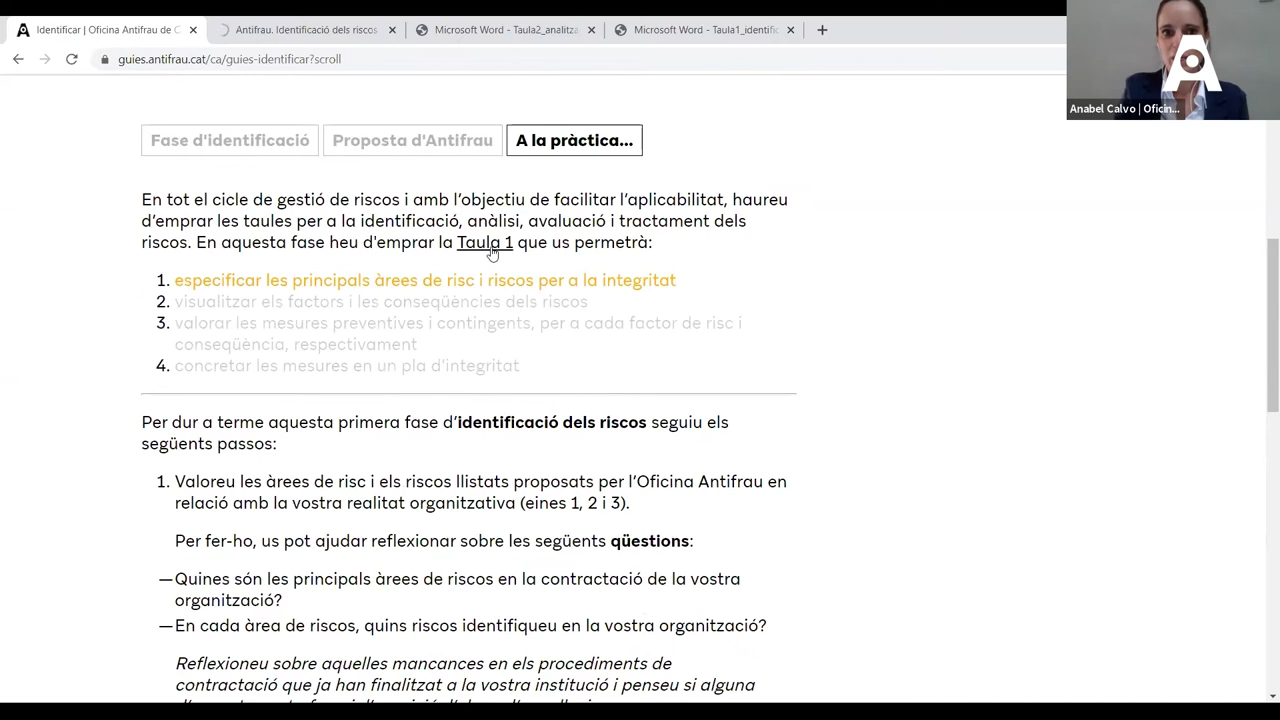 Identificar | Oficina Antifrau de C
Antifrau. Identificació dels riscos
Microsoft Word - Taula2_analitza
Microsoft Word - Taula1_identific
guies.antifrau.cat/ca/guies-identificar?scroll
Anabel Calvo | Oficin...
Fase d'identificació
Proposta d'Antifrau
A la pràctica...
En tot el cicle de gestió de riscos i amb l'objectiu de facilitar l'aplicabilitat, haureu
d'emprar les taules per a la identificació, anàlisi, avaluació i tractament dels
riscos. En aquesta fase heu d'emprar la Taula 1 que us permetrà:
1. especificar les principals àrees de risc i riscos per a la integritat
2. visualitzar els factors i les conseqüències dels riscos
3. valorar les mesures preventives i contingents, per a cada factor de risc i
conseqüència, respectivament
4. concretar les mesures en un pla d'integritat
Per dur a terme aquesta primera fase d'identificació dels riscos seguiu els
següents passos:
1. Valoreu les àrees de risc i els riscos llistats proposats per l'Oficina Antifrau en
relació amb la vostra realitat organitzativa (eines 1, 2 i 3).
Per fer-ho, us pot ajudar reflexionar sobre les següents qüestions:
—Quines són les principals àrees de riscos en la contractació de la vostra
organització?
—En cada àrea de riscos, quins riscos identifiqueu en la vostra organització?
Reflexioneu sobre aquelles mancances en els procediments de
contractació que ja han finalitzat a la vostra institució i penseu si alguna